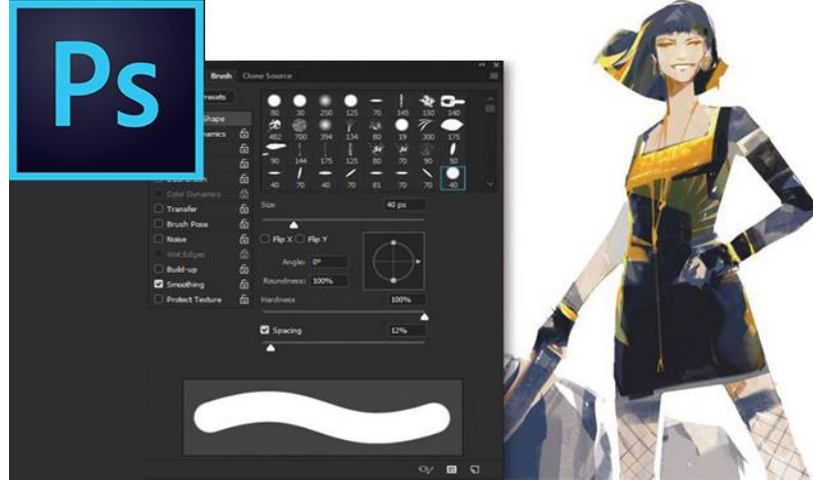 Ps
Brush Clone Source
resets
Shape
namics
Color Dynamics
Transfer
Brush Pose
Noise
Wet Edges
Build-up
Smoothing
Protect Texture
80 30 250 125 70 145 150 140
482 700 394 134 80 19 300 175
90 144 175 125 80 70 90 50
40 70 40 70 81 70 70 40
Size 40 px
Flip X Flip Y
Angle: 0°
Roundness: 100%
Hardness 100%
Spacing 12%